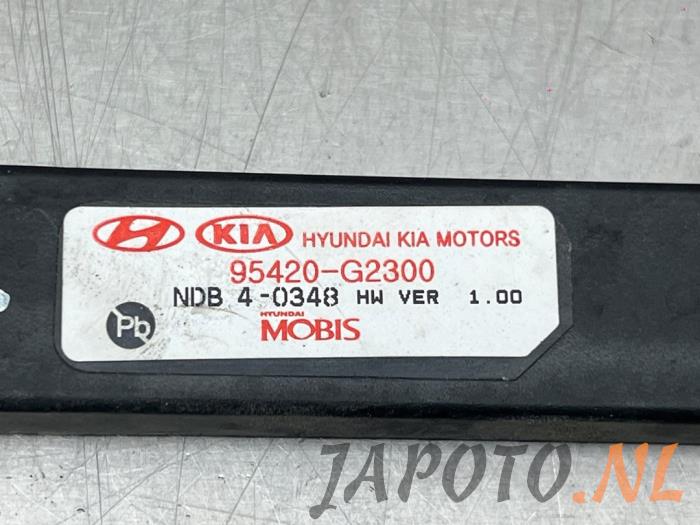 KIA HYUNDAI KIA MOTORS
95420-G2300
NDB 4-0348 HW VER 1.00
Pb
HYUNDAI
MOBIS
JAPOTO.NL